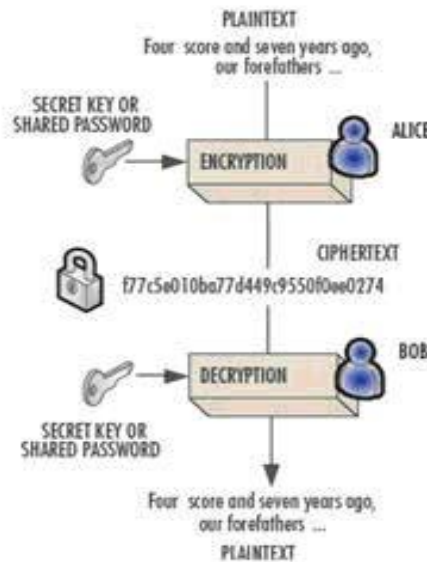 PLAINTEXT
Four score and seven years ago,
our forefathers ...
SECRET KEY OR
SHARED PASSWORD
ALICE
ENCRYPTION
CIPHERTEXT
f77c5e010ba77d449c9550f0ee0274
BOB
DECRYPTION
SECRET KEY OR
SHARED PASSWORD
Four score and seven years ago,
our forefathers ...
PLAINTEXT